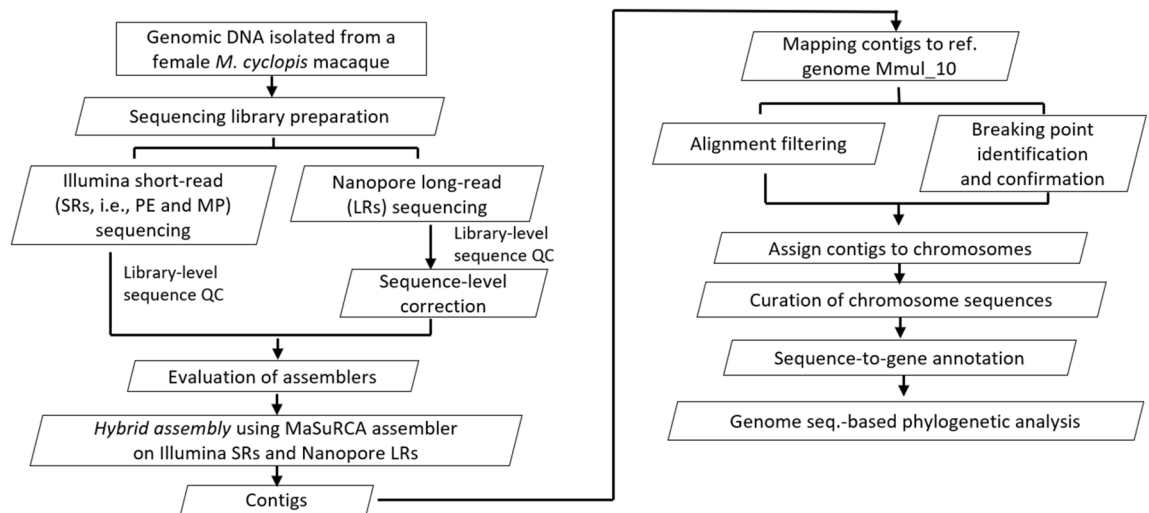 Genomic DNA isolated from a
female M. cyclopis macaque
Sequencing library preparation
Illumina short-read
(SRs, i.e., PE and MP)
sequencing
Nanopore long-read
(LRs) sequencing
Library-level
sequence QC
Library-level
sequence QC
Sequence-level
correction
Evaluation of assemblers
Hybrid assembly using MaSuRCA assembler
on Illumina SRs and Nanopore LRs
Contigs
Mapping contigs to ref.
genome Mmul_10
Alignment filtering
Breaking point
identification
and confirmation
Assign contigs to chromosomes
Curation of chromosome sequences
Sequence-to-gene annotation
Genome seq.-based phylogenetic analysis